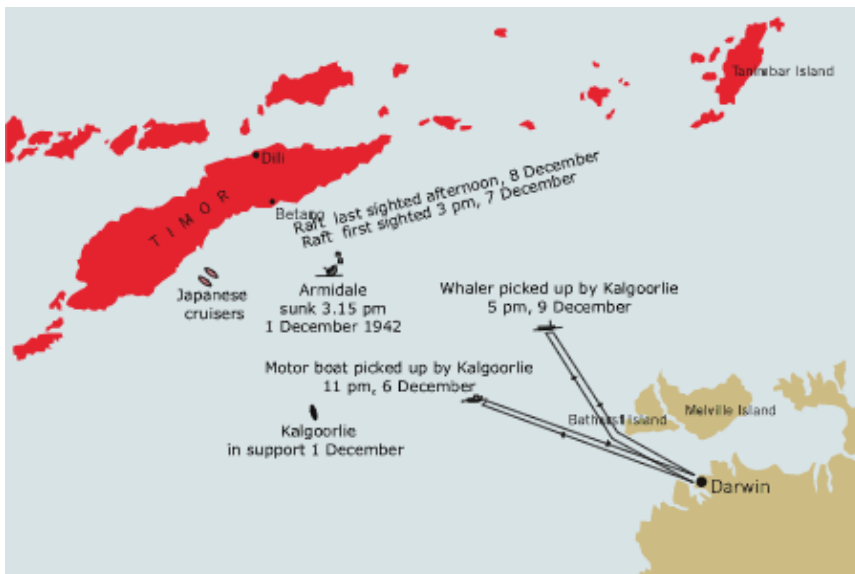 Tanimbar Island
Dili
TIMOR
Betano
Raft last sighted afternoon, 8 December
Raft first sighted 3 pm, 7 December
Japanese
cruisers
Armidale
sunk 3.15 pm
1 December 1942
Whaler picked up by Kalgoorlie
5 pm, 9 December
Motor boat picked up by Kalgoorlie
11 pm, 6 December
Kalgoorlie
in support 1 December
Bathurst Island
Melville Island
Darwin